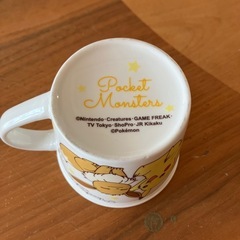 Pocket
Monsters
©Nintendo・Creatures・GAME FREAK・
TV Tokyo・ShoPro・JR Kikaku
©Pokémon